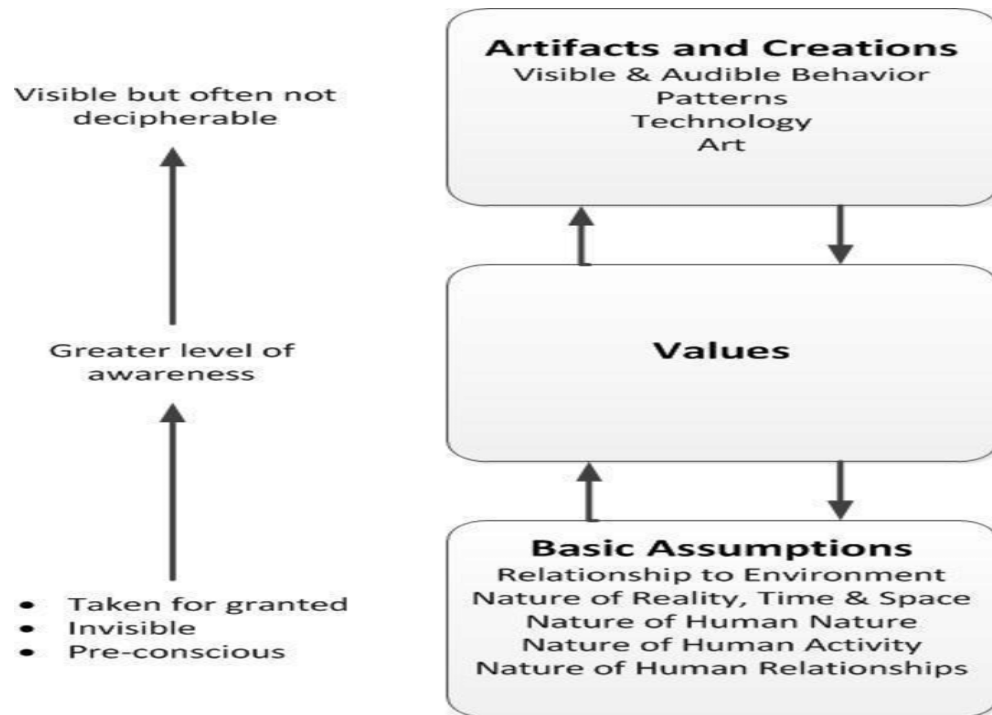 Visible but often not
decipherable
Greater level of
awareness
• Taken for granted
• Invisible
• Pre-conscious
Artifacts and Creations
Visible & Audible Behavior
Patterns
Technology
Art
Values
Basic Assumptions
Relationship to Environment
Nature of Reality, Time & Space
Nature of Human Nature
Nature of Human Activity
Nature of Human Relationships